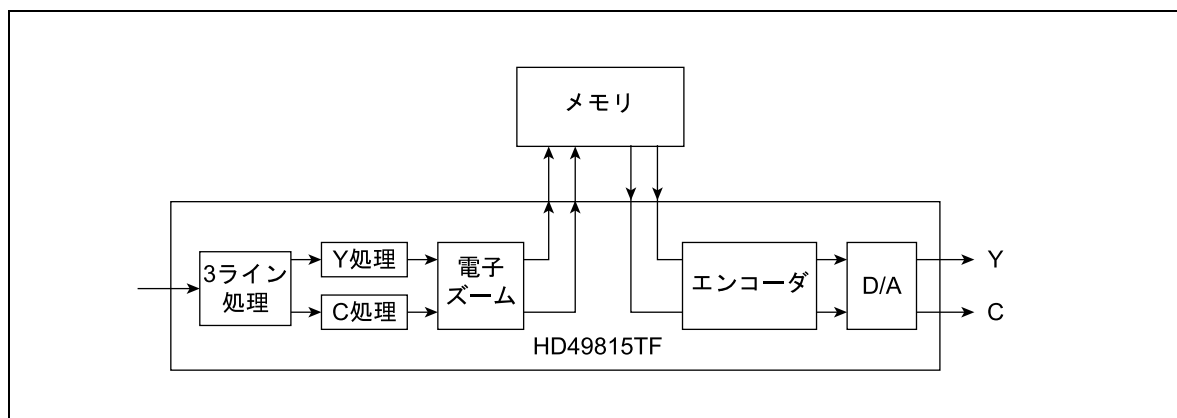 メモリ
3ライン
処理
Y処理
C処理
電子
ズーム
エンコーダ
D/A
Y
C
HD49815TF